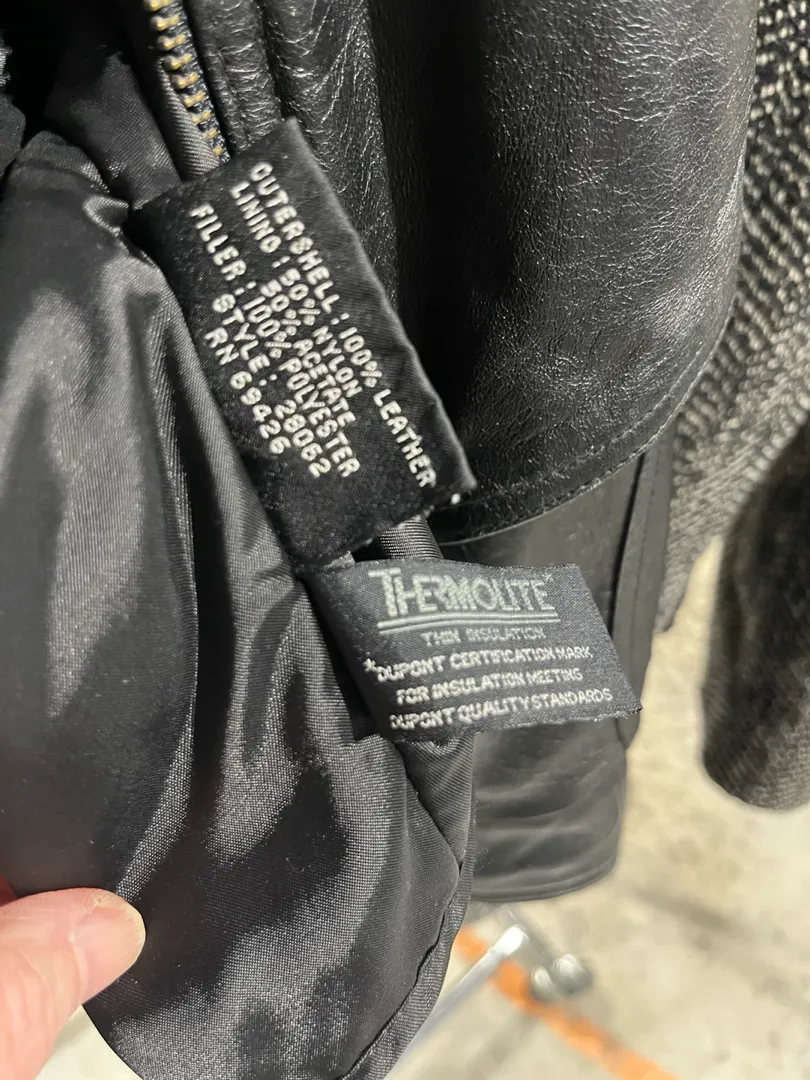 OUTERSHELL: 100% LEATHER
LINING: 50% NYLON
50% ACETATE
FILLER: 100% POLYESTER
STYLE: 28062
RN 69426
THERMOLITE*
THIN INSULATION
*DUPONT CERTIFICATION MARK
FOR INSULATION MEETING
DUPONT QUALITY STANDARDS